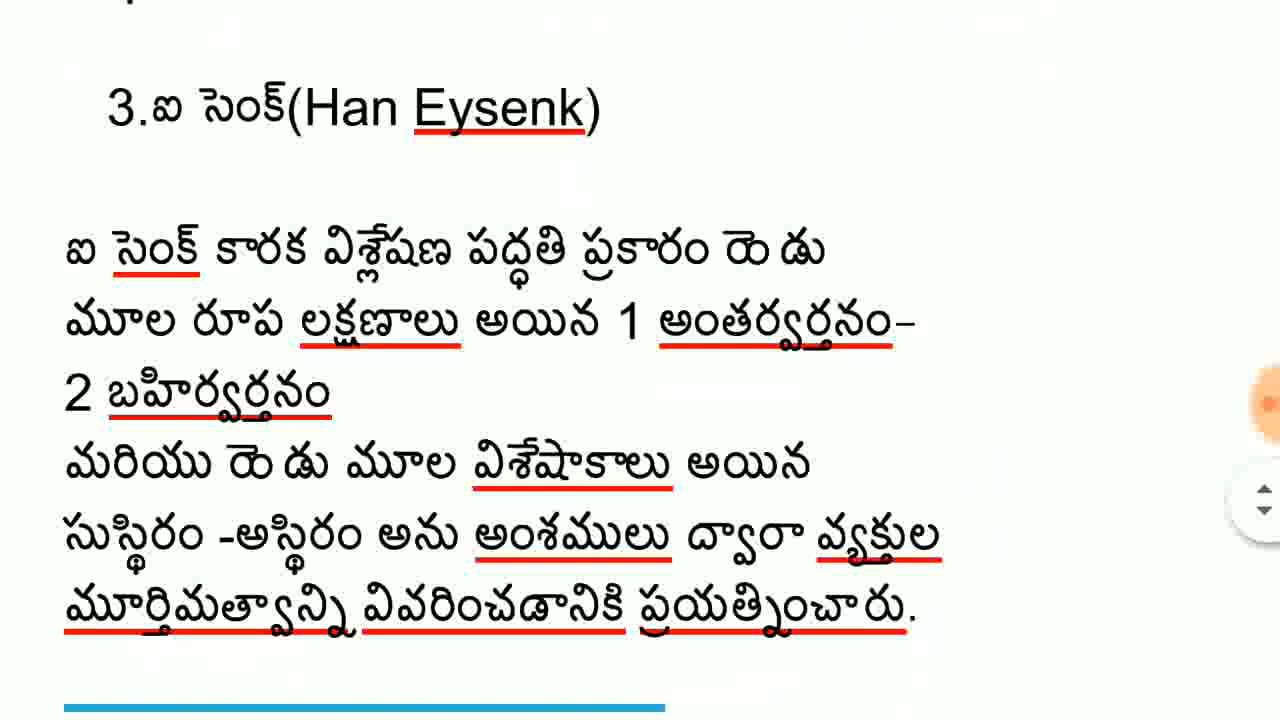 3.ఐ సెంక్(Han Eysenk)
ఐ సెంక్ కారక విశ్లేషణ పద్ధతి ప్రకారం రెండు
మూల రూప లక్షణాలు అయిన 1 అంతర్వర్తనం-
2 బహిర్వర్తనం
మరియు రెండు మూల విశేషాకాలు అయిన
సుస్థిరం -అస్థిరం అను అంశములు ద్వారా వ్యక్తుల
మూర్తిమత్వాన్ని వివరించడానికి ప్రయత్నించారు.